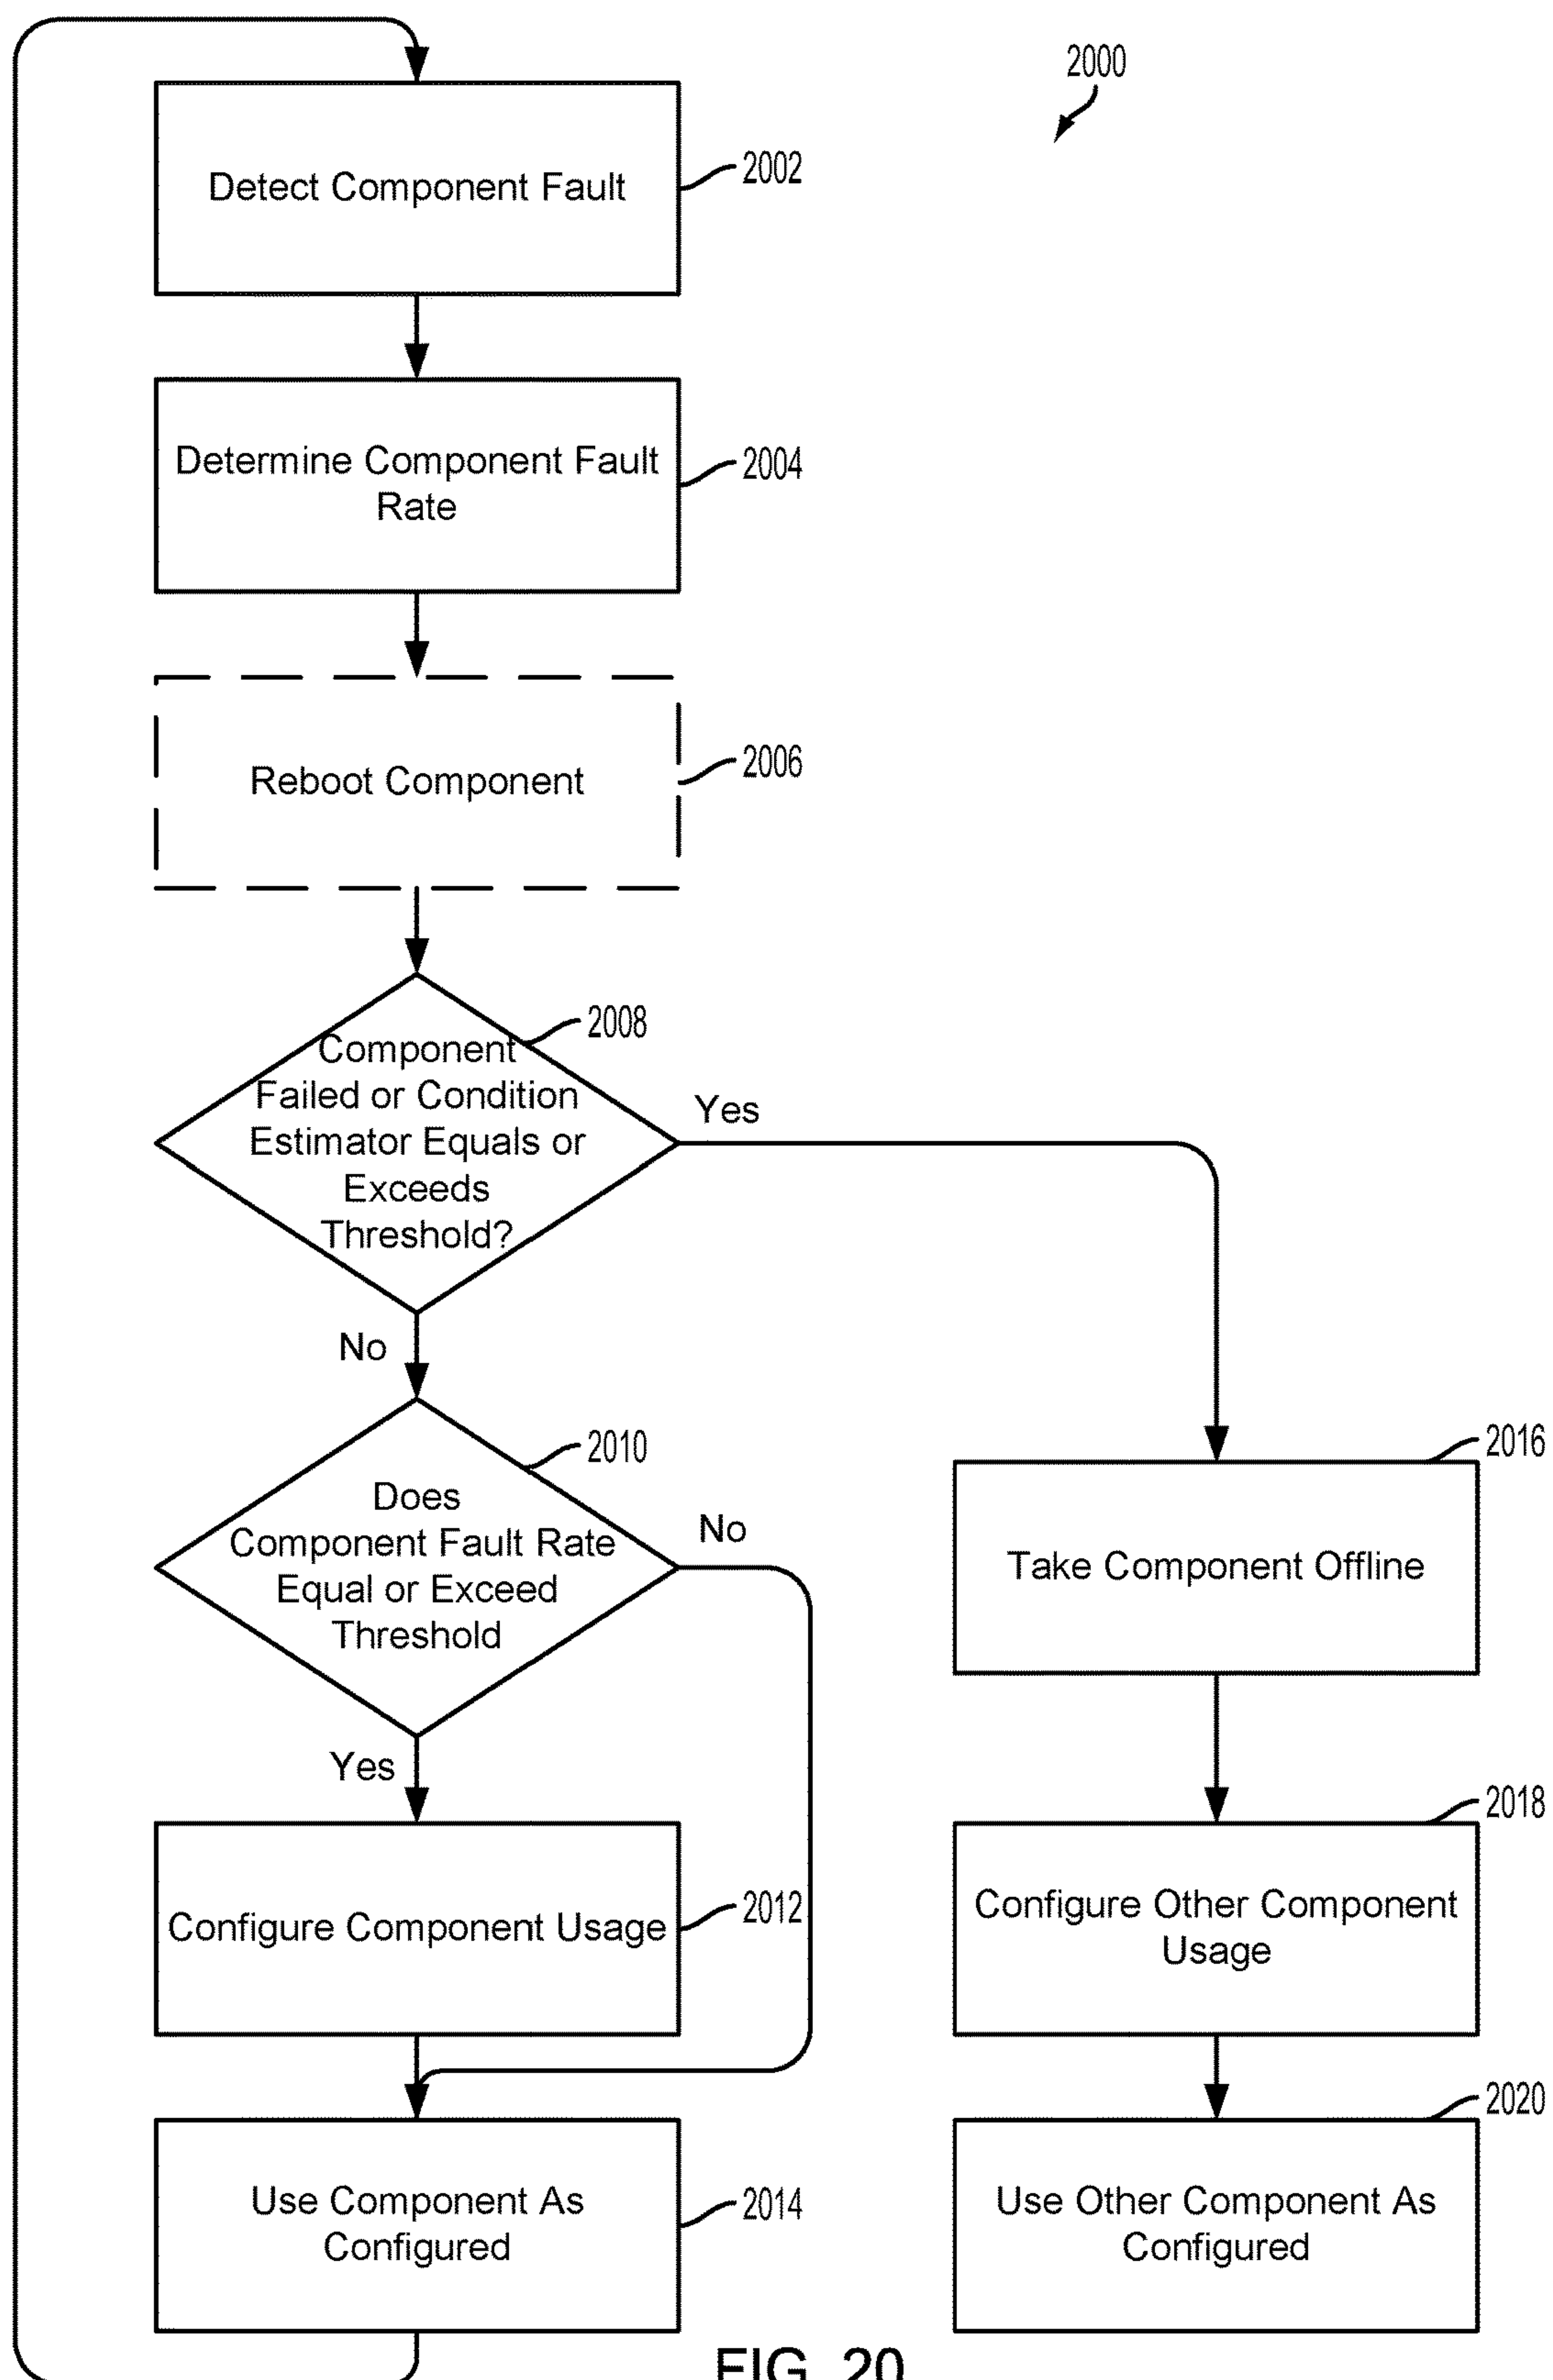 2000
Detect Component Fault
2002
Determine Component Fault
Rate
2004
Reboot Component
2006
2008
Component
Failed or Condition
Estimator Equals or
Exceeds
Threshold?
Yes
No
2010
Does
Component Fault Rate
Equal or Exceed
Threshold
No
Yes
2016
Take Component Offline
Configure Component Usage
2012
2018
Configure Other Component
Usage
Use Component As
Configured
2014
2020
Use Other Component As
Configured
FIG. 20